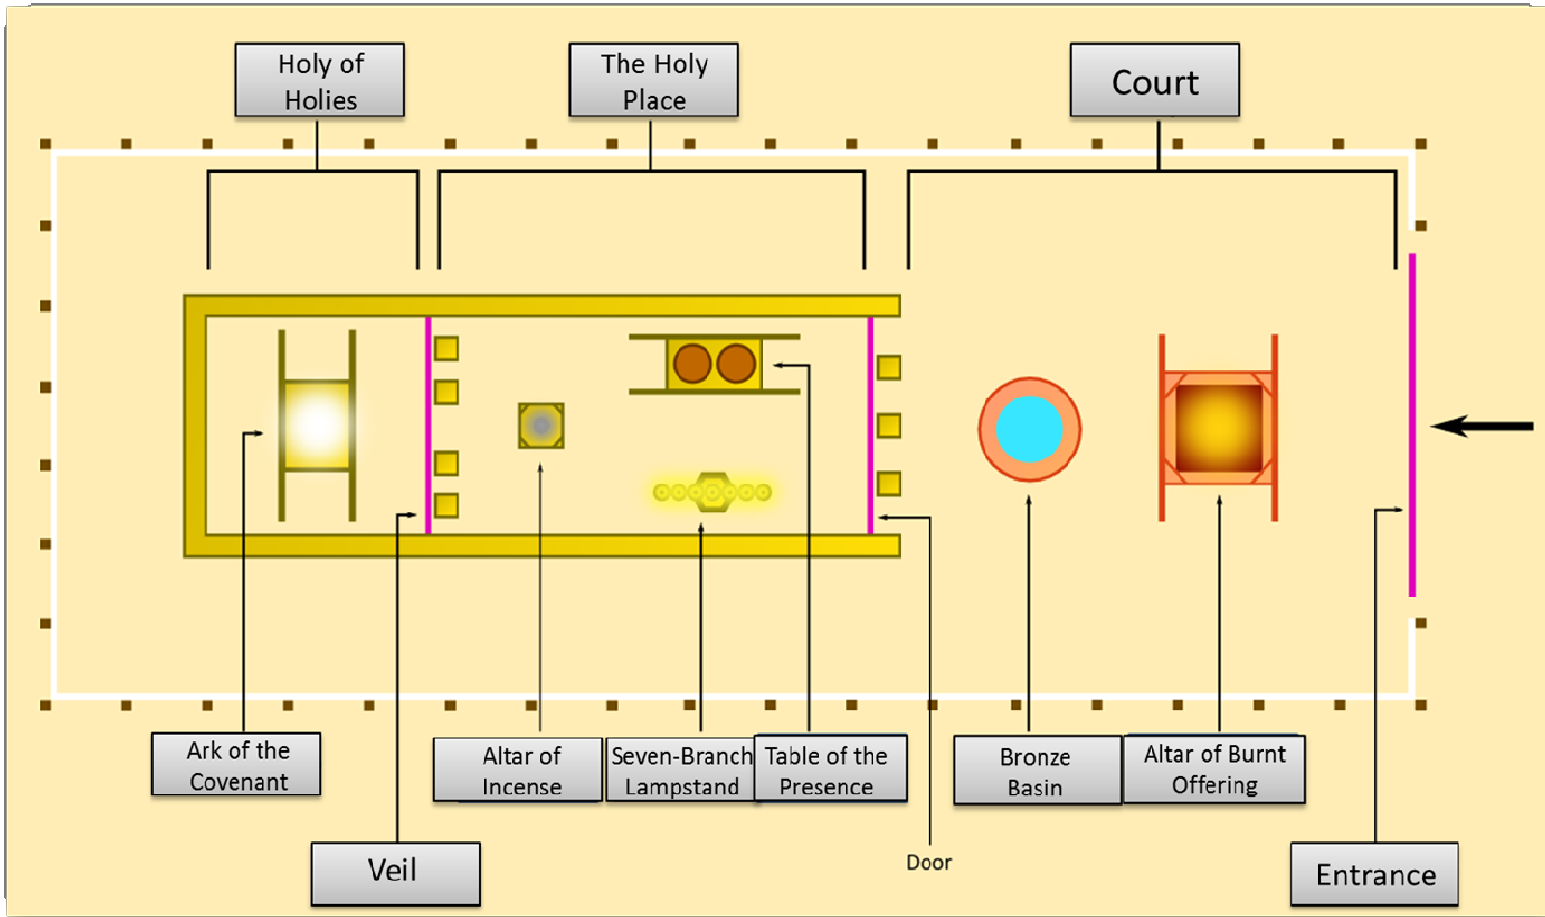 Holy of
Holies
The Holy
Place
Court
Ark of the
Covenant
Altar of
Incense
Seven-Branch
Lampstand
Table of the
Presence
Bronze
Basin
Altar of Burnt
Offering
Veil
Door
Entrance